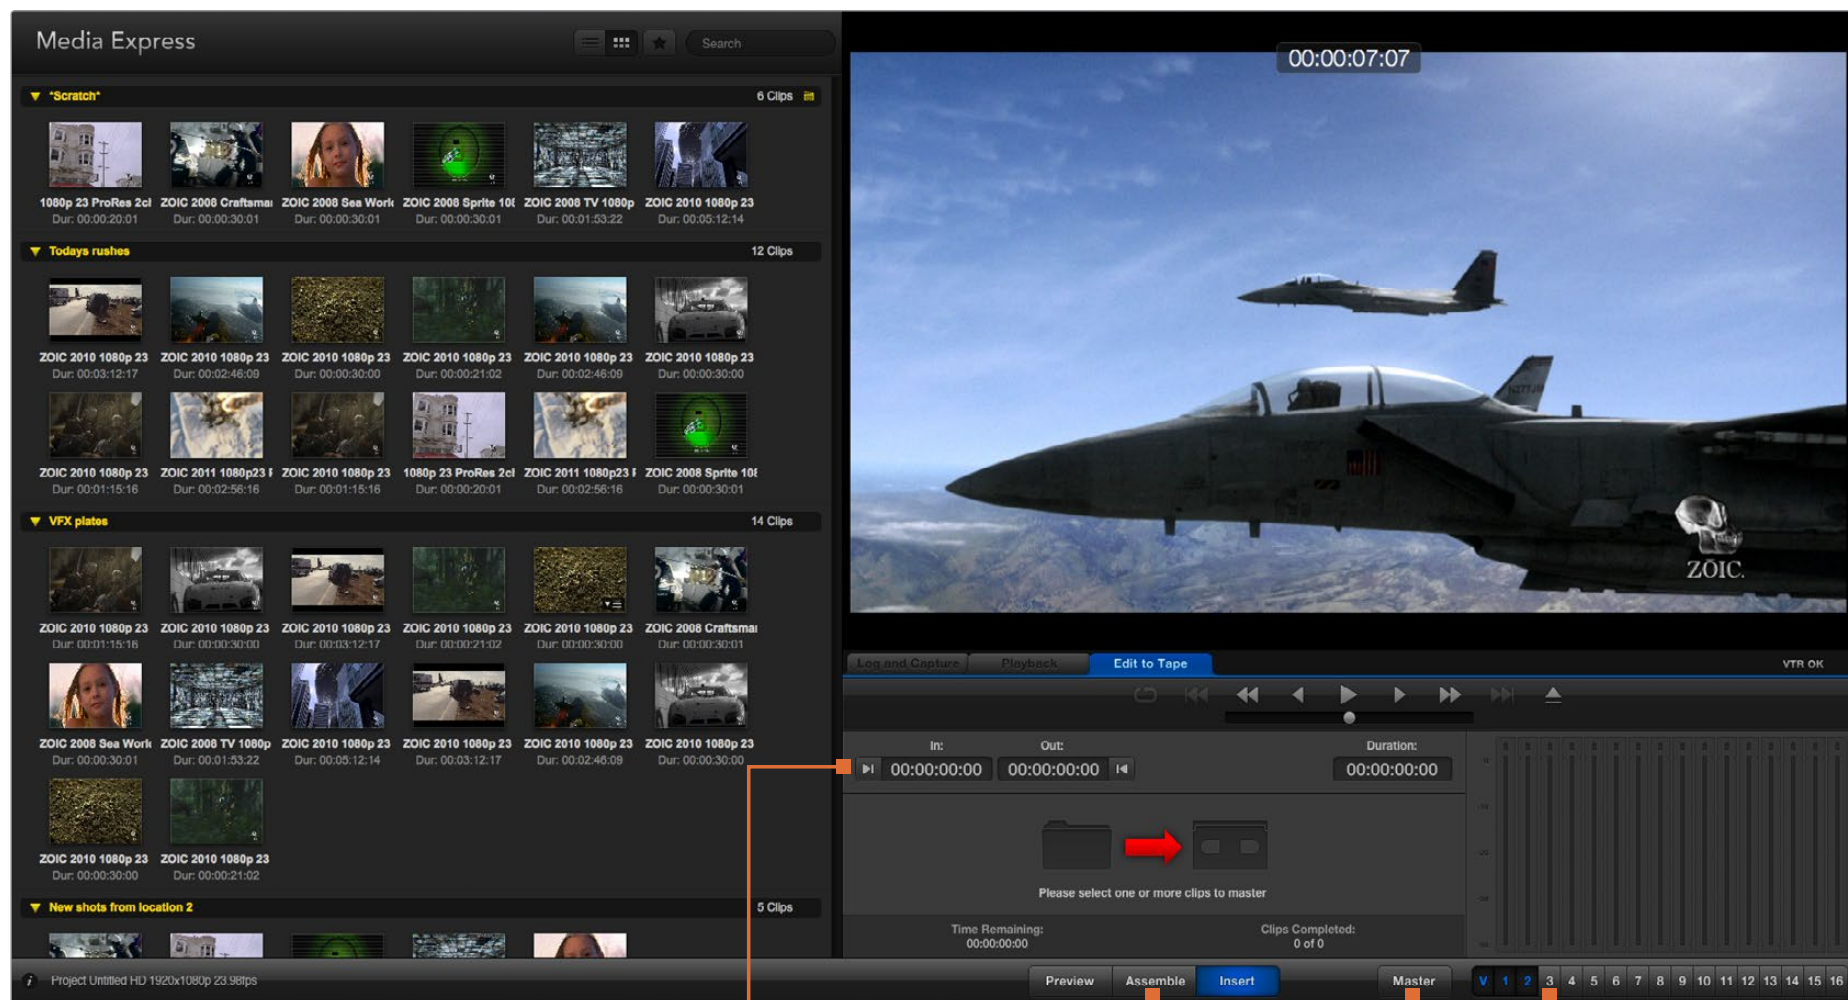 Media Express
Search
*Scratch*
6 Clips
1080p 23 ProRes 2cl
ZOIC 2008 Craftsmai
ZOIC 2008 Sea Work
ZOIC 2008 Sprite 108
ZOIC 2008 TV 1080p
ZOIC 2010 1080p 23
Dur: 00:00:20:01
Dur: 00:00:30:01
Dur: 00:00:30:01
Dur: 00:00:30:01
Dur: 00:01:53:22
Dur: 00:05:12:14
Todays rushes
12 Clips
ZOIC 2010 1080p 23
ZOIC 2010 1080p 23
ZOIC 2010 1080p 23
ZOIC 2010 1080p 23
ZOIC 2010 1080p 23
ZOIC 2010 1080p 23
Dur: 00:03:12:17
Dur: 00:02:46:09
Dur: 00:00:30:00
Dur: 00:00:21:02
Dur: 00:02:46:09
Dur: 00:00:30:00
ZOIC 2010 1080p 23
ZOIC 2011 1080p23 F
ZOIC 2010 1080p 23
1080p 23 ProRes 2cl
ZOIC 2011 1080p23 F
ZOIC 2008 Sprite 108
Dur: 00:01:15:16
Dur: 00:02:56:16
Dur: 00:01:15:16
Dur: 00:00:20:01
Dur: 00:02:56:16
Dur: 00:00:30:01
VFX plates
14 Clips
ZOIC 2010 1080p 23
ZOIC 2010 1080p 23
ZOIC 2010 1080p 23
ZOIC 2010 1080p 23
ZOIC 2010 1080p 23
ZOIC 2008 Craftsmai
Dur: 00:01:15:16
Dur: 00:00:30:00
Dur: 00:03:12:17
Dur: 00:00:21:02
Dur: 00:00:30:00
Dur: 00:00:30:01
ZOIC 2008 Sea Work
ZOIC 2008 TV 1080p
ZOIC 2010 1080p 23
ZOIC 2010 1080p 23
ZOIC 2010 1080p 23
ZOIC 2010 1080p 23
Dur: 00:00:30:01
Dur: 00:01:53:22
Dur: 00:05:12:14
Dur: 00:03:12:17
Dur: 00:02:46:09
Dur: 00:00:30:00
ZOIC 2010 1080p 23
ZOIC 2010 1080p 23
Dur: 00:00:30:00
Dur: 00:00:21:02
New shots from location 2
5 Clips
Project Untitled HD 1920x1080p 23.98fps
00:00:07:07
ZOIC.
Log and Capture
Playback
Edit to Tape
VTR OK
In:
Out:
Duration:
00:00:00:00
00:00:00:00
00:00:00:00
Please select one or more clips to master
Time Remaining:
00:00:00:00
Clips Completed:
0 of 0
Preview
Assemble
Insert
Master
V 1 2 3 4 5 6 7 8 9 10 11 12 13 14 15 16